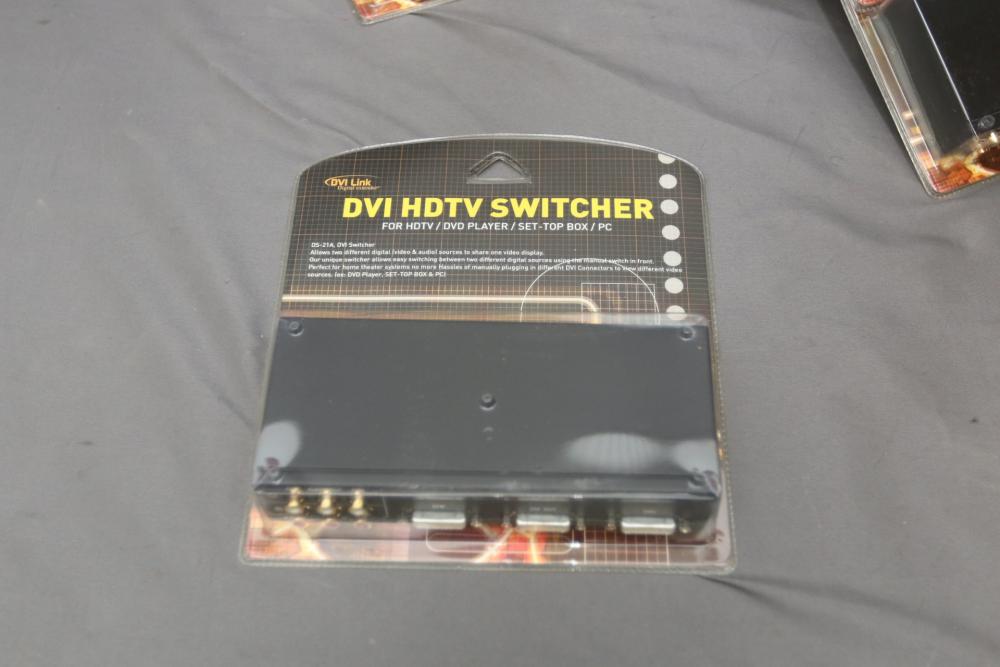 DVI Link
Digital extender
DVI HDTV SWITCHER
FOR HDTV / DVD PLAYER / SET-TOP BOX / PC
DS-21A, DVI Switcher
Allows two different digital (video & audio) sources to share one video display.
Our unique switcher allows easy switching between two different digital sources using the manual switch in front.
Perfect for home theater systems no more Hassles of manually plugging in different DVI Connectors to view different video
sources. (ex: DVD Player, SET-TOP BOX & PC)